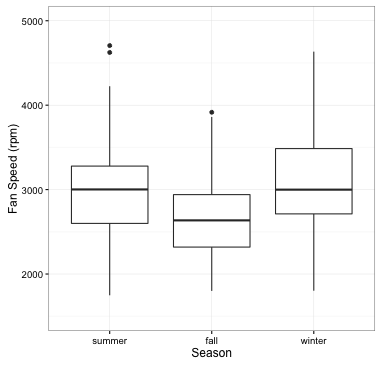 5000
4000
3000
2000
Fan Speed (rpm)
summer fall winter
Season